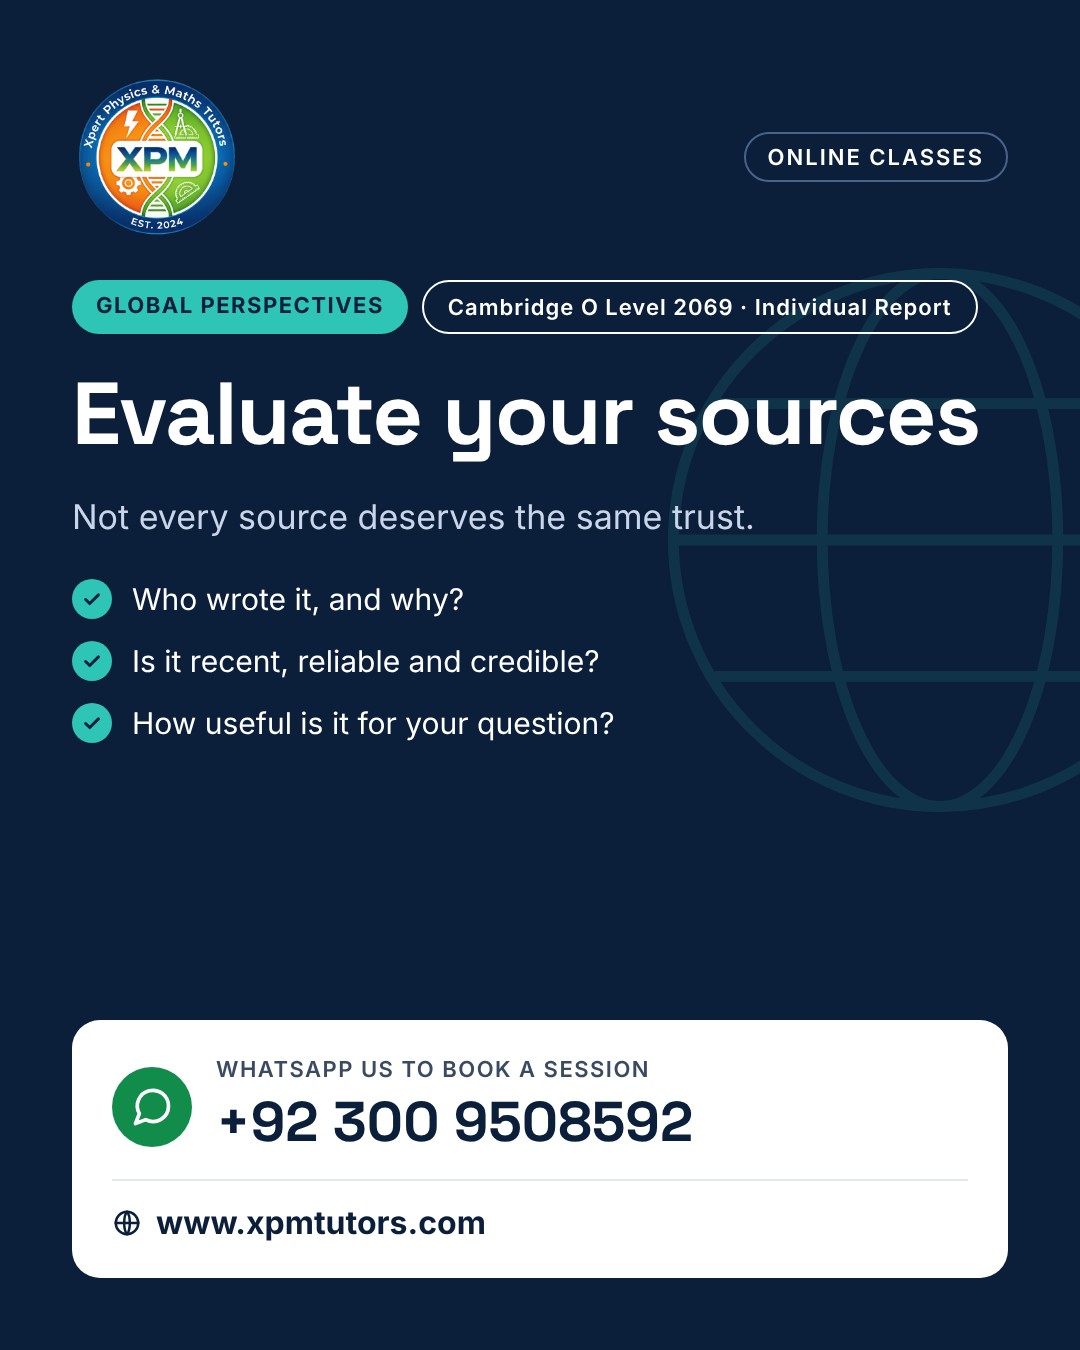 Xpert Physics & Maths Tutors
XPM
EST. 2024
ONLINE CLASSES
GLOBAL PERSPECTIVES
Cambridge O Level 2069 · Individual Report
Evaluate your sources
Not every source deserves the same trust.
Who wrote it, and why?
Is it recent, reliable and credible?
How useful is it for your question?
WHATSAPP US TO BOOK A SESSION
+92 300 9508592
www.xpmtutors.com